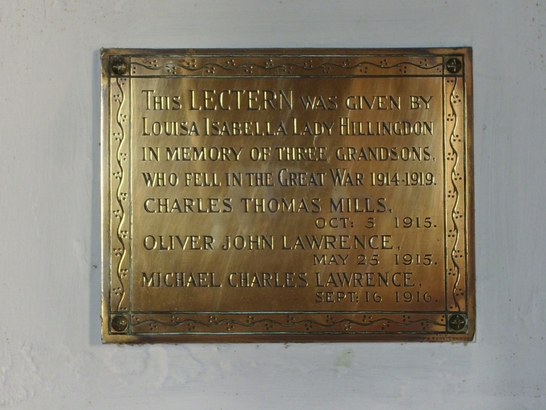 THIS LECTERN WAS GIVEN BY
LOUISA ISABELLA LADY HILLINGDON
IN MEMORY OF THREE GRANDSONS,
WHO FELL IN THE GREAT WAR 1914-1919.
CHARLES THOMAS MILLS,
OCT: 5 1915.
OLIVER JOHN LAWRENCE,
MAY 25 1915.
MICHAEL CHARLES LAWRENCE,
SEPT: 16 1916.